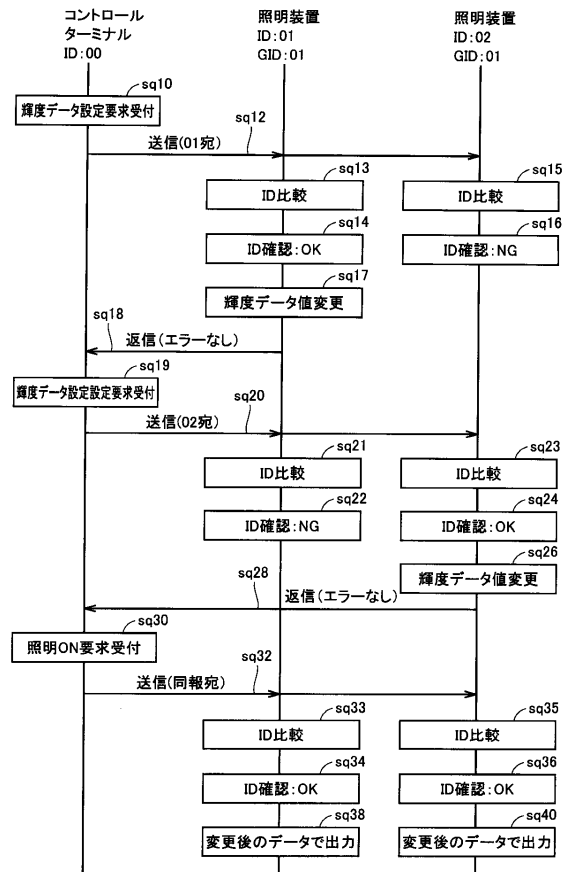 コントロール
ターミナル
ID:00
照明装置
ID:01
GID:01
照明装置
ID:02
GID:01
sq10
輝度データ設定要求受付
sq12
送信(01宛)
sq13
ID比較
sq15
ID比較
sq14
ID確認:OK
sq16
ID確認:NG
sq17
輝度データ値変更
sq18
返信(エラーなし)
sq19
輝度データ設定設定要求受付
sq20
送信(02宛)
sq21
ID比較
sq23
ID比較
sq22
ID確認:NG
sq24
ID確認:OK
sq26
輝度データ値変更
sq28
返信(エラーなし)
sq30
照明ON要求受付
sq32
送信(同報宛)
sq33
ID比較
sq35
ID比較
sq34
ID確認:OK
sq36
ID確認:OK
sq38
変更後のデータで出力
sq40
変更後のデータで出力